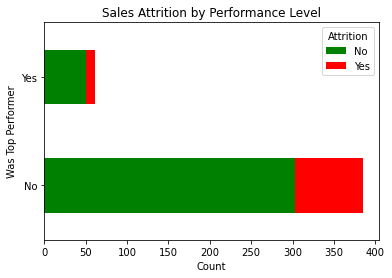 Sales Attrition by Performance Level
Attrition
No
Yes
Was Top Performer
Yes
No
0 50 100 150 200 250 300 350 400
Count